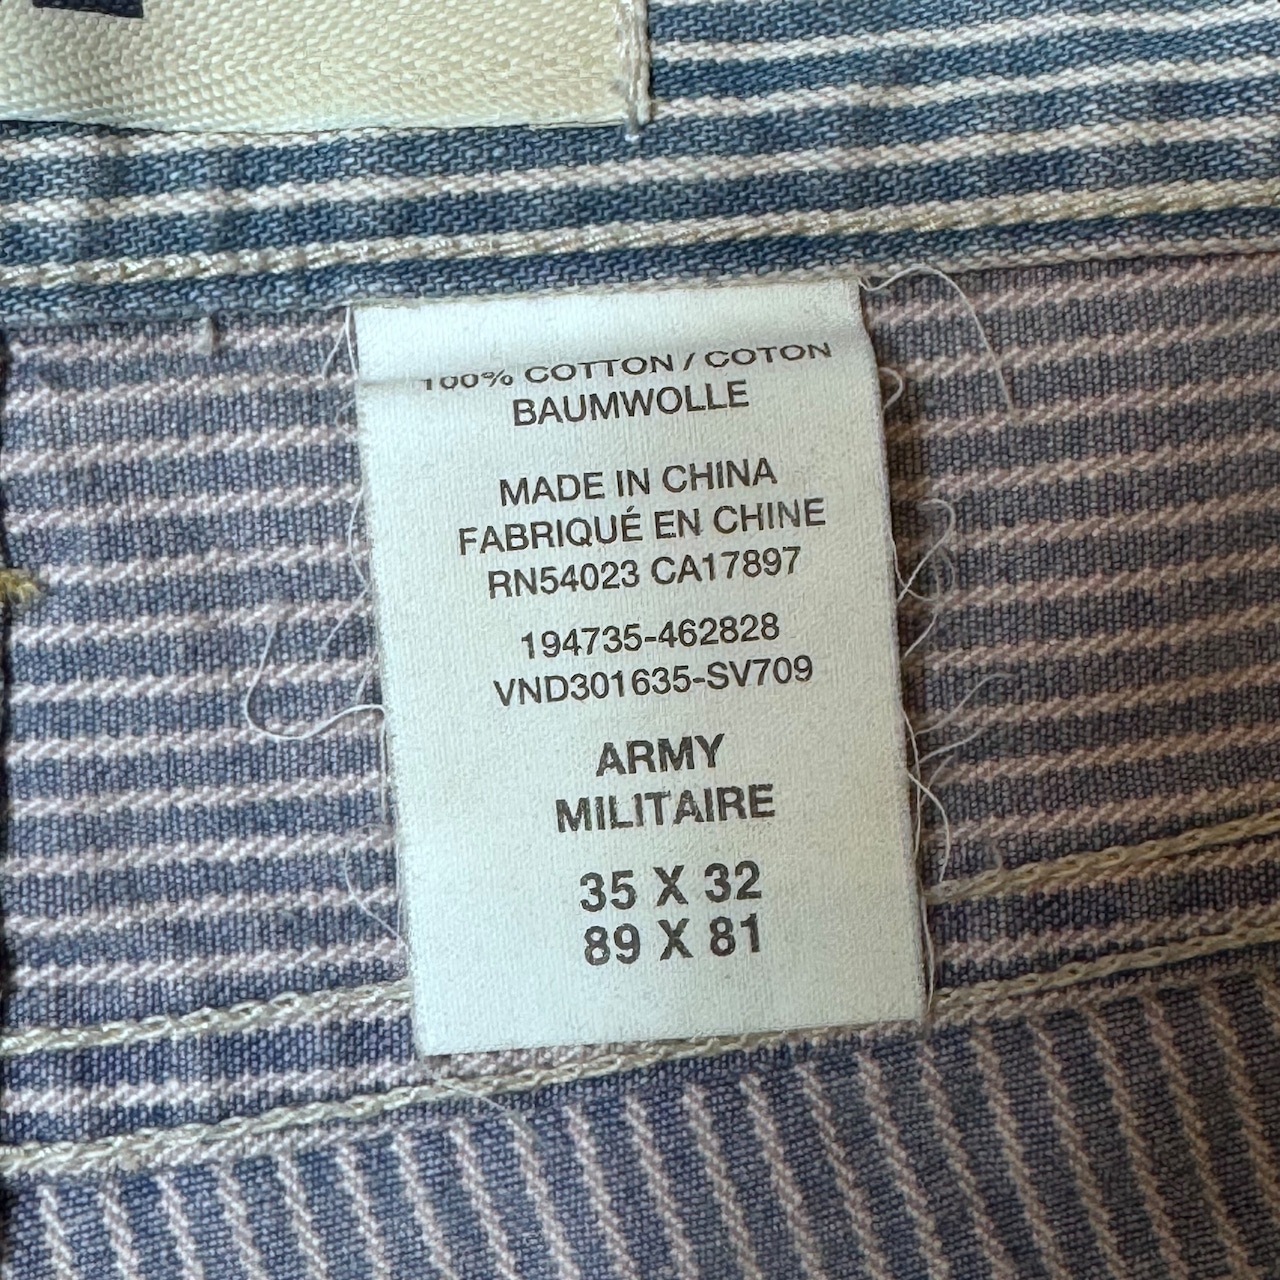 100% COTTON / COTON
BAUMWOLLE
MADE IN CHINA
FABRIQUÉ EN CHINE
RN54023 CA17897
194735-462828
VND301635-SV709
ARMY
MILITAIRE
35 X 32
89 X 81